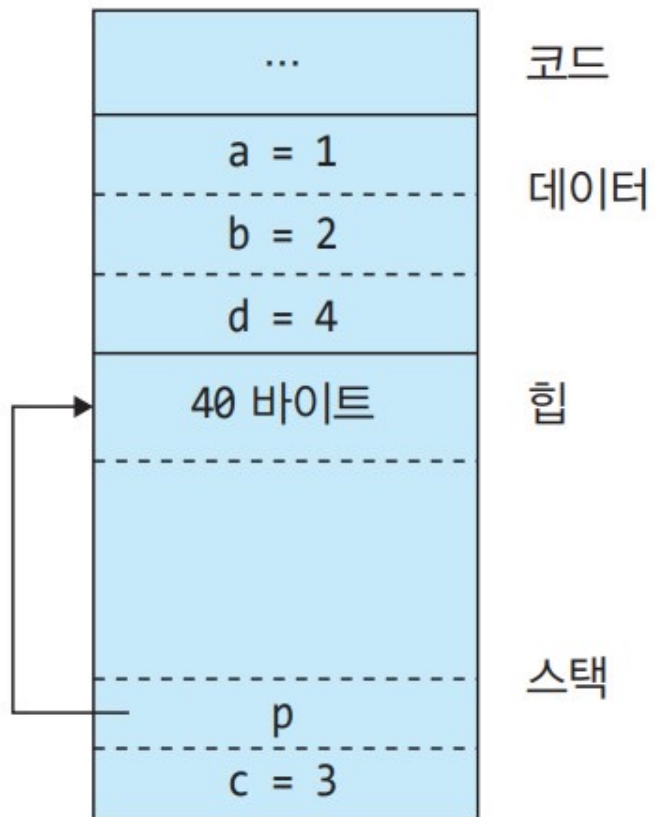 ...
코드
a = 1
데이터
b = 2
d = 4
40 바이트
힙
스택
p
c = 3